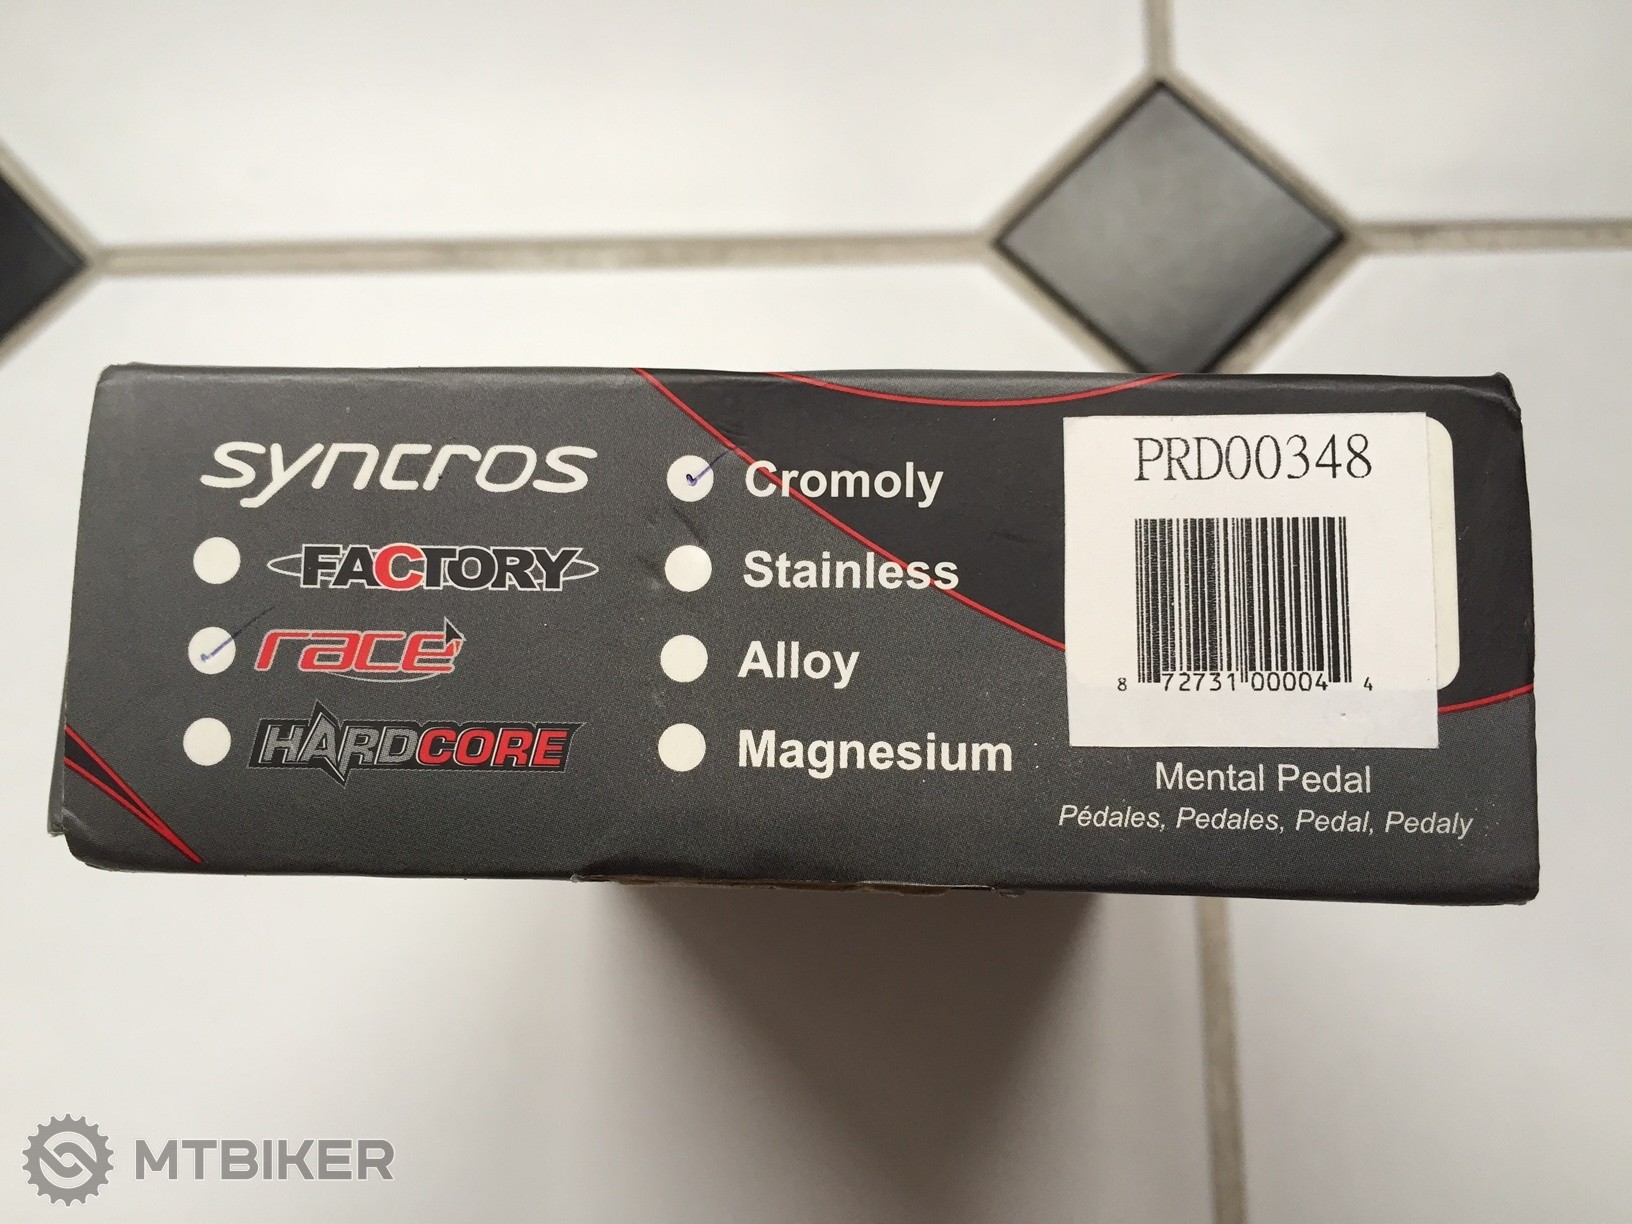 syncros
FACTORY
race
HARDCORE
Cromoly
Stainless
Alloy
Magnesium
PRD00348
8 72731 00004 4
Mental Pedal
Pédales, Pedales, Pedal, Pedaly
MTBIKER